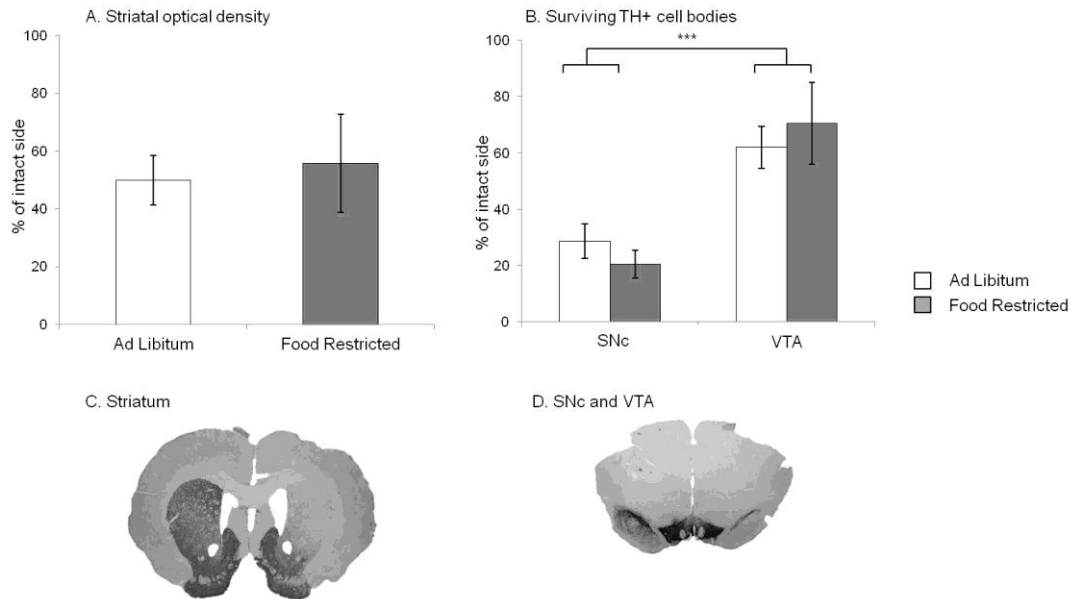 A. Striatal optical density
100
80
60
40
20
0
% of intact side
Ad Libitum
Food Restricted
B. Surviving TH+ cell bodies
100
80
60
40
20
0
% of intact side
***
SNc
VTA
Ad Libitum
Food Restricted
C. Striatum
D. SNc and VTA